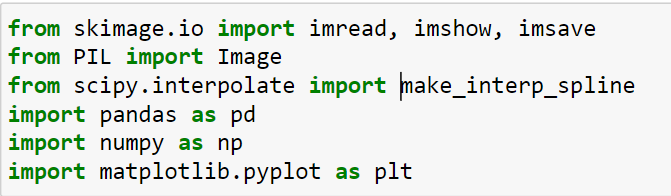 from skimage.io import imread, imshow, imsave
from PIL import Image
from scipy.interpolate import make_interp_spline
import pandas as pd
import numpy as np
import matplotlib.pyplot as plt